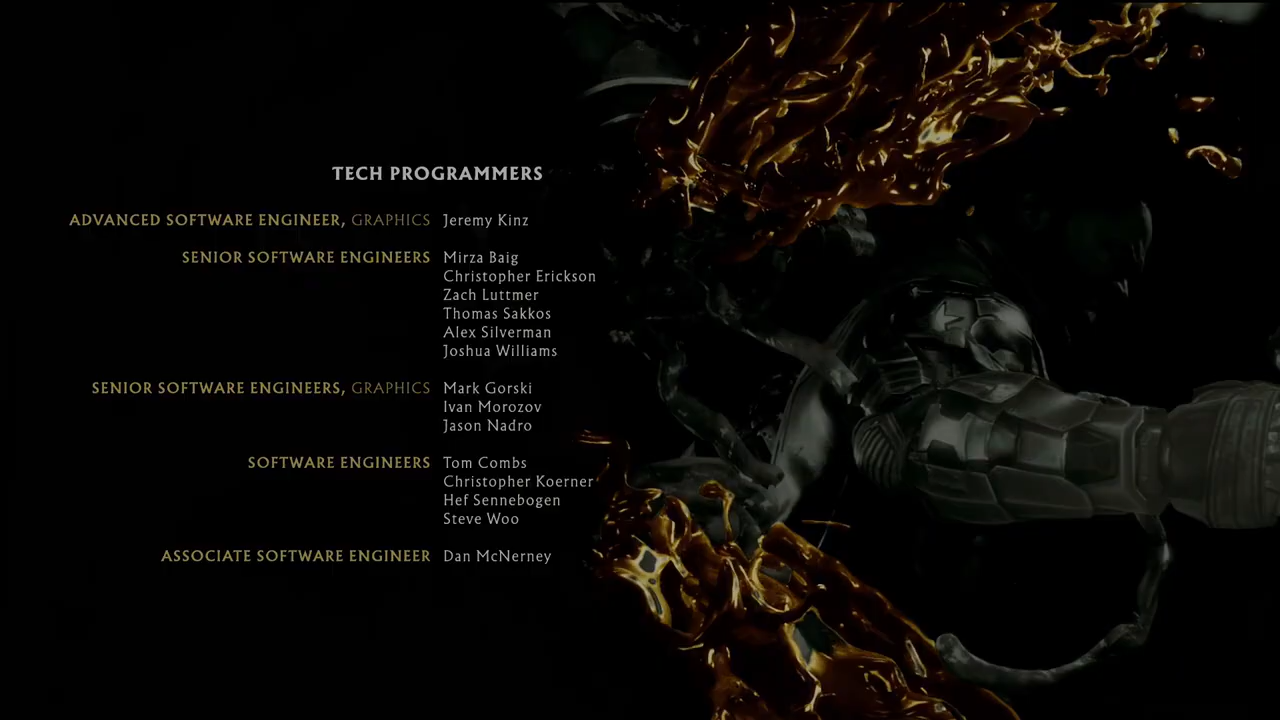 TECH PROGRAMMERS
ADVANCED SOFTWARE ENGINEER, GRAPHICS Jeremy Kinz
SENIOR SOFTWARE ENGINEERS Mirza Baig
Christopher Erickson
Zach Luttmer
Thomas Sakkos
Alex Silverman
Joshua Williams
SENIOR SOFTWARE ENGINEERS, GRAPHICS Mark Gorski
Ivan Morozov
Jason Nadro
SOFTWARE ENGINEERS Tom Combs
Christopher Koerner
Hef Sennebogen
Steve Woo
ASSOCIATE SOFTWARE ENGINEER Dan McNerney